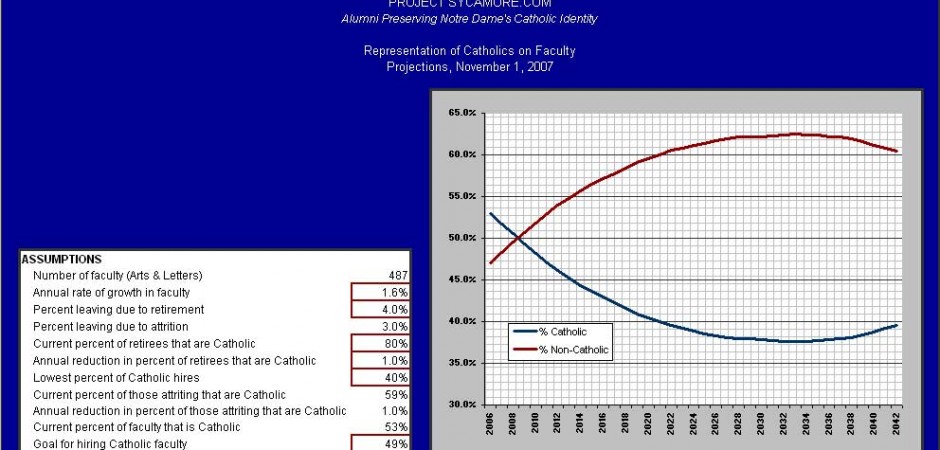 PROJECT SYCAMORE.COM
Alumni Preserving Notre Dame's Catholic Identity
Representation of Catholics on Faculty
Projections, November 1, 2007
ASSUMPTIONS
Number of faculty (Arts & Letters) 487
Annual rate of growth in faculty 1.6%
Percent leaving due to retirement 4.0%
Percent leaving due to attrition 3.0%
Current percent of retirees that are Catholic 80%
Annual reduction in percent of retirees that are Catholic 1.0%
Lowest percent of Catholic hires 40%
Current percent of those attriting that are Catholic 59%
Annual reduction in percent of those attriting that are Catholic 1.0%
Current percent of faculty that is Catholic 53%
Goal for hiring Catholic faculty 49%
65.0%
60.0%
55.0%
50.0%
45.0%
40.0%
35.0%
30.0%
% Catholic
% Non-Catholic
2006 2008 2010 2012 2014 2016 2018 2020 2022 2024 2026 2028 2030 2032 2034 2036 2038 2040 2042